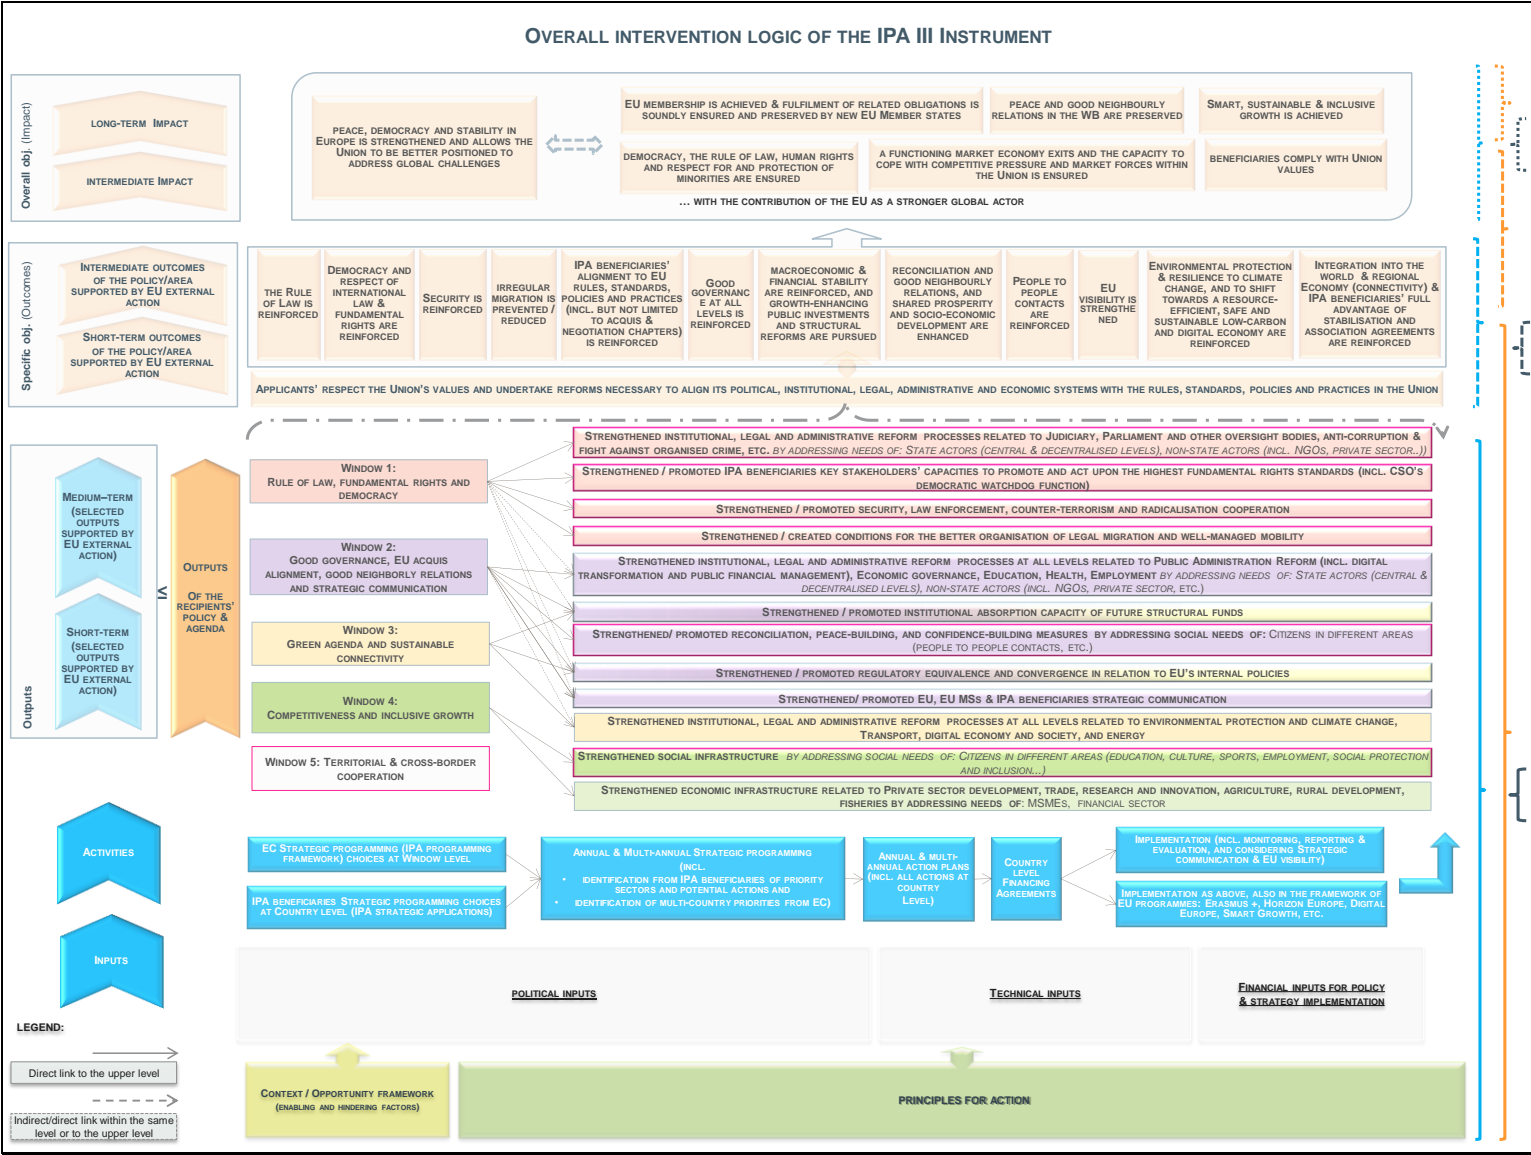 OVERALL INTERVENTION LOGIC OF THE IPA III INSTRUMENT
Overall obj. (Impact)
LONG-TERM IMPACT
INTERMEDIATE IMPACT
PEACE, DEMOCRACY AND STABILITY IN
EUROPE IS STRENGTHENED AND ALLOWS THE
UNION TO BE BETTER POSITIONED TO
ADDRESS GLOBAL CHALLENGES
EU MEMBERSHIP IS ACHIEVED & FULFILMENT OF RELATED OBLIGATIONS IS
SOUNDLY ENSURED AND PRESERVED BY NEW EU MEMBER STATES
PEACE AND GOOD NEIGHBOURLY
RELATIONS IN THE WB ARE PRESERVED
SMART, SUSTAINABLE & INCLUSIVE
GROWTH IS ACHIEVED
DEMOCRACY, THE RULE OF LAW, HUMAN RIGHTS
AND RESPECT FOR AND PROTECTION OF
MINORITIES ARE ENSURED
A FUNCTIONING MARKET ECONOMY EXITS AND THE CAPACITY TO
COPE WITH COMPETITIVE PRESSURE AND MARKET FORCES WITHIN
THE UNION IS ENSURED
BENEFICIARIES COMPLY WITH UNION
VALUES
... WITH THE CONTRIBUTION OF THE EU AS A STRONGER GLOBAL ACTOR
Specific obj. (Outcomes)
INTERMEDIATE OUTCOMES
OF THE POLICY/AREA
SUPPORTED BY EU EXTERNAL
ACTION
SHORT-TERM OUTCOMES
OF THE POLICY/AREA
SUPPORTED BY EU EXTERNAL
ACTION
THE RULE
OF LAW IS
REINFORCED
DEMOCRACY AND
RESPECT OF
INTERNATIONAL
LAW &
FUNDAMENTAL
RIGHTS ARE
REINFORCED
SECURITY IS
REINFORCED
IRREGULAR
MIGRATION IS
PREVENTED /
REDUCED
IPA BENEFICIARIES'
ALIGNMENT TO EU
RULES, STANDARDS,
POLICIES AND PRACTICES
(INCL. BUT NOT LIMITED
TO ACQUIS &
NEGOTIATION CHAPTERS)
IS REINFORCED
GOOD
GOVERNANC
E AT ALL
LEVELS IS
REINFORCED
MACROECONOMIC &
FINANCIAL STABILITY
ARE REINFORCED, AND
GROWTH-ENHANCING
PUBLIC INVESTMENTS
AND STRUCTURAL
REFORMS ARE PURSUED
RECONCILIATION AND
GOOD NEIGHBOURLY
RELATIONS, AND
SHARED PROSPERITY
AND SOCIO-ECONOMIC
DEVELOPMENT ARE
ENHANCED
PEOPLE TO
PEOPLE
CONTACTS
ARE
REINFORCED
EU
VISIBILITY IS
STRENGTHE
NED
ENVIRONMENTAL PROTECTION
& RESILIENCE TO CLIMATE
CHANGE, AND TO SHIFT
TOWARDS A RESOURCE-
EFFICIENT, SAFE AND
SUSTAINABLE LOW-CARBON
AND DIGITAL ECONOMY ARE
REINFORCED
INTEGRATION INTO THE
WORLD & REGIONAL
ECONOMY (CONNECTIVITY) &
IPA BENEFICIARIES' FULL
ADVANTAGE OF
STABILISATION AND
ASSOCIATION AGREEMENTS
ARE REINFORCED
APPLICANTS' RESPECT THE UNION'S VALUES AND UNDERTAKE REFORMS NECESSARY TO ALIGN ITS POLITICAL, INSTITUTIONAL, LEGAL, ADMINISTRATIVE AND ECONOMIC SYSTEMS WITH THE RULES, STANDARDS, POLICIES AND PRACTICES IN THE UNION
Outputs
MEDIUM–TERM
(SELECTED
OUTPUTS
SUPPORTED BY
EU EXTERNAL
ACTION)
SHORT-TERM
(SELECTED
OUTPUTS
SUPPORTED BY
EU EXTERNAL
ACTION)
≤
OUTPUTS
OF THE
RECIPIENTS'
POLICY &
AGENDA
WINDOW 1:
RULE OF LAW, FUNDAMENTAL RIGHTS AND
DEMOCRACY
WINDOW 2:
GOOD GOVERNANCE, EU ACQUIS
ALIGNMENT, GOOD NEIGHBORLY RELATIONS
AND STRATEGIC COMMUNICATION
WINDOW 3:
GREEN AGENDA AND SUSTAINABLE
CONNECTIVITY
WINDOW 4:
COMPETITIVENESS AND INCLUSIVE GROWTH
WINDOW 5: TERRITORIAL & CROSS-BORDER
COOPERATION
STRENGTHENED INSTITUTIONAL, LEGAL AND ADMINISTRATIVE REFORM PROCESSES RELATED TO JUDICIARY, PARLIAMENT AND OTHER OVERSIGHT BODIES, ANTI-CORRUPTION &
FIGHT AGAINST ORGANISED CRIME, ETC. BY ADDRESSING NEEDS OF: STATE ACTORS (CENTRAL & DECENTRALISED LEVELS), NON-STATE ACTORS (INCL. NGOS, PRIVATE SECTOR..))
STRENGTHENED / PROMOTED IPA BENEFICIARIES KEY STAKEHOLDERS' CAPACITIES TO PROMOTE AND ACT UPON THE HIGHEST FUNDAMENTAL RIGHTS STANDARDS (INCL. CSO'S
DEMOCRATIC WATCHDOG FUNCTION)
STRENGTHENED / PROMOTED SECURITY, LAW ENFORCEMENT, COUNTER-TERRORISM AND RADICALISATION COOPERATION
STRENGTHENED / CREATED CONDITIONS FOR THE BETTER ORGANISATION OF LEGAL MIGRATION AND WELL-MANAGED MOBILITY
STRENGTHENED INSTITUTIONAL, LEGAL AND ADMINISTRATIVE REFORM PROCESSES AT ALL LEVELS RELATED TO PUBLIC ADMINISTRATION REFORM (INCL. DIGITAL
TRANSFORMATION AND PUBLIC FINANCIAL MANAGEMENT), ECONOMIC GOVERNANCE, EDUCATION, HEALTH, EMPLOYMENT BY ADDRESSING NEEDS OF: STATE ACTORS (CENTRAL &
DECENTRALISED LEVELS), NON-STATE ACTORS (INCL. NGOS, PRIVATE SECTOR, ETC.)
STRENGTHENED / PROMOTED INSTITUTIONAL ABSORPTION CAPACITY OF FUTURE STRUCTURAL FUNDS
STRENGTHENED/ PROMOTED RECONCILIATION, PEACE-BUILDING, AND CONFIDENCE-BUILDING MEASURES BY ADDRESSING SOCIAL NEEDS OF: CITIZENS IN DIFFERENT AREAS
(PEOPLE TO PEOPLE CONTACTS, ETC.)
STRENGTHENED / PROMOTED REGULATORY EQUIVALENCE AND CONVERGENCE IN RELATION TO EU'S INTERNAL POLICIES
STRENGTHENED/ PROMOTED EU, EU MSS & IPA BENEFICIARIES STRATEGIC COMMUNICATION
STRENGTHENED INSTITUTIONAL, LEGAL AND ADMINISTRATIVE REFORM PROCESSES AT ALL LEVELS RELATED TO ENVIRONMENTAL PROTECTION AND CLIMATE CHANGE,
TRANSPORT, DIGITAL ECONOMY AND SOCIETY, AND ENERGY
STRENGTHENED SOCIAL INFRASTRUCTURE BY ADDRESSING SOCIAL NEEDS OF: CITIZENS IN DIFFERENT AREAS (EDUCATION, CULTURE, SPORTS, EMPLOYMENT, SOCIAL PROTECTION
AND INCLUSION...)
STRENGTHENED ECONOMIC INFRASTRUCTURE RELATED TO PRIVATE SECTOR DEVELOPMENT, TRADE, RESEARCH AND INNOVATION, AGRICULTURE, RURAL DEVELOPMENT,
FISHERIES BY ADDRESSING NEEDS OF: MSMES, FINANCIAL SECTOR
ACTIVITIES
EC STRATEGIC PROGRAMMING (IPA PROGRAMMING
FRAMEWORK) CHOICES AT WINDOW LEVEL
IPA BENEFICIARIES STRATEGIC PROGRAMMING CHOICES
AT COUNTRY LEVEL (IPA STRATEGIC APPLICATIONS)
ANNUAL & MULTI-ANNUAL STRATEGIC PROGRAMMING
(INCL.
• IDENTIFICATION FROM IPA BENEFICIARIES OF PRIORITY
SECTORS AND POTENTIAL ACTIONS AND
• IDENTIFICATION OF MULTI-COUNTRY PRIORITIES FROM EC)
ANNUAL & MULTI-
ANNUAL ACTION PLANS
(INCL. ALL ACTIONS AT
COUNTRY
LEVEL)
COUNTRY
LEVEL
FINANCING
AGREEMENTS
IMPLEMENTATION (INCL. MONITORING, REPORTING &
EVALUATION, AND CONSIDERING STRATEGIC
COMMUNICATION & EU VISIBILITY)
IMPLEMENTATION AS ABOVE, ALSO IN THE FRAMEWORK OF
EU PROGRAMMES: ERASMUS +, HORIZON EUROPE, DIGITAL
EUROPE, SMART GROWTH, ETC.
INPUTS
POLITICAL INPUTS
TECHNICAL INPUTS
FINANCIAL INPUTS FOR POLICY
& STRATEGY IMPLEMENTATION
LEGEND:
Direct link to the upper level
Indirect/direct link within the same
level or to the upper level
CONTEXT / OPPORTUNITY FRAMEWORK
(ENABLING AND HINDERING FACTORS)
PRINCIPLES FOR ACTION